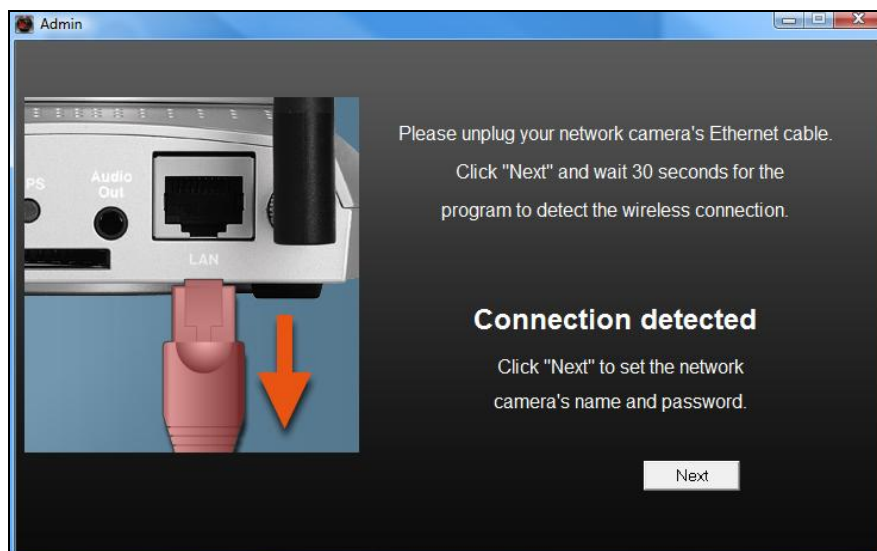 Admin
PS
Audio
Out
LAN
Please unplug your network camera's Ethernet cable.
Click "Next" and wait 30 seconds for the
program to detect the wireless connection.
Connection detected
Click "Next" to set the network
camera's name and password.
Next